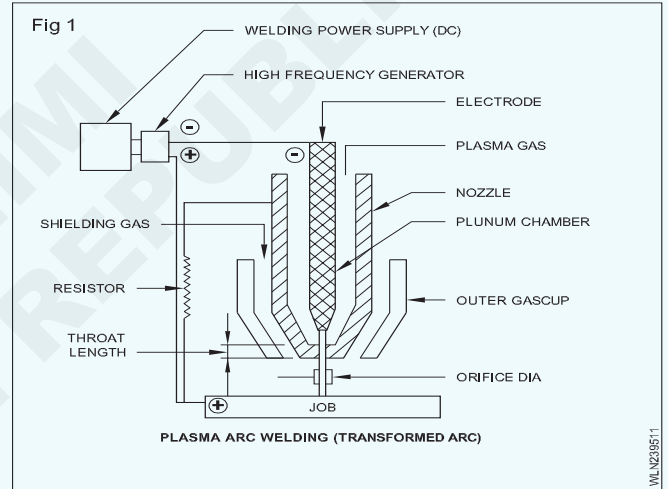 Fig 1
WELDING POWER SUPPLY (DC)
HIGH FREQUENCY GENERATOR
ELECTRODE
PLASMA GAS
NOZZLE
PLUNUM CHAMBER
SHIELDING GAS
RESISTOR
OUTER GASCUP
THROAT
LENGTH
ORIFICE DIA
JOB
PLASMA ARC WELDING (TRANSFORMED ARC)
WLN239511